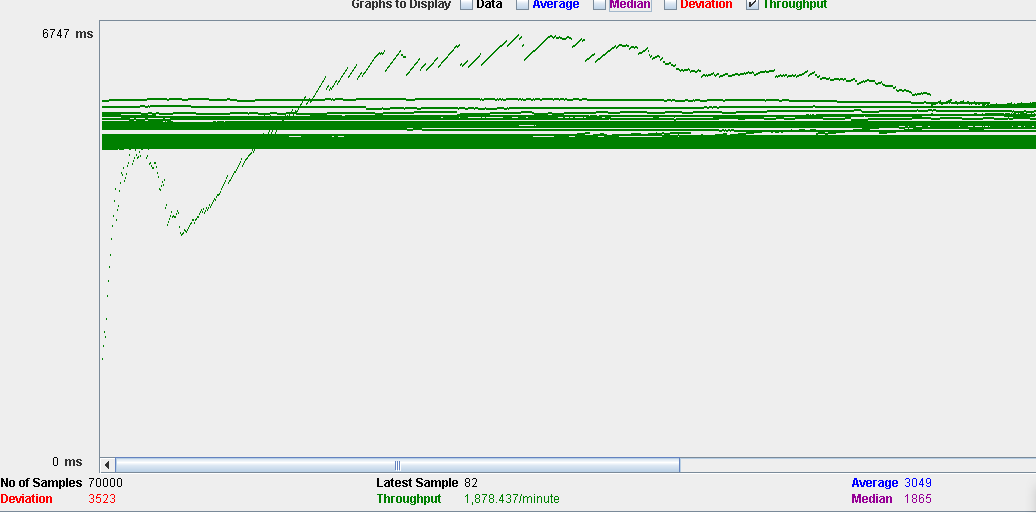 Graphs to Display Data Average Median Deviation Throughput
6747 ms
0 ms
No of Samples 70000 Latest Sample 82 Average 3049
Deviation 3523 Throughput 1,878.437/minute Median 1865